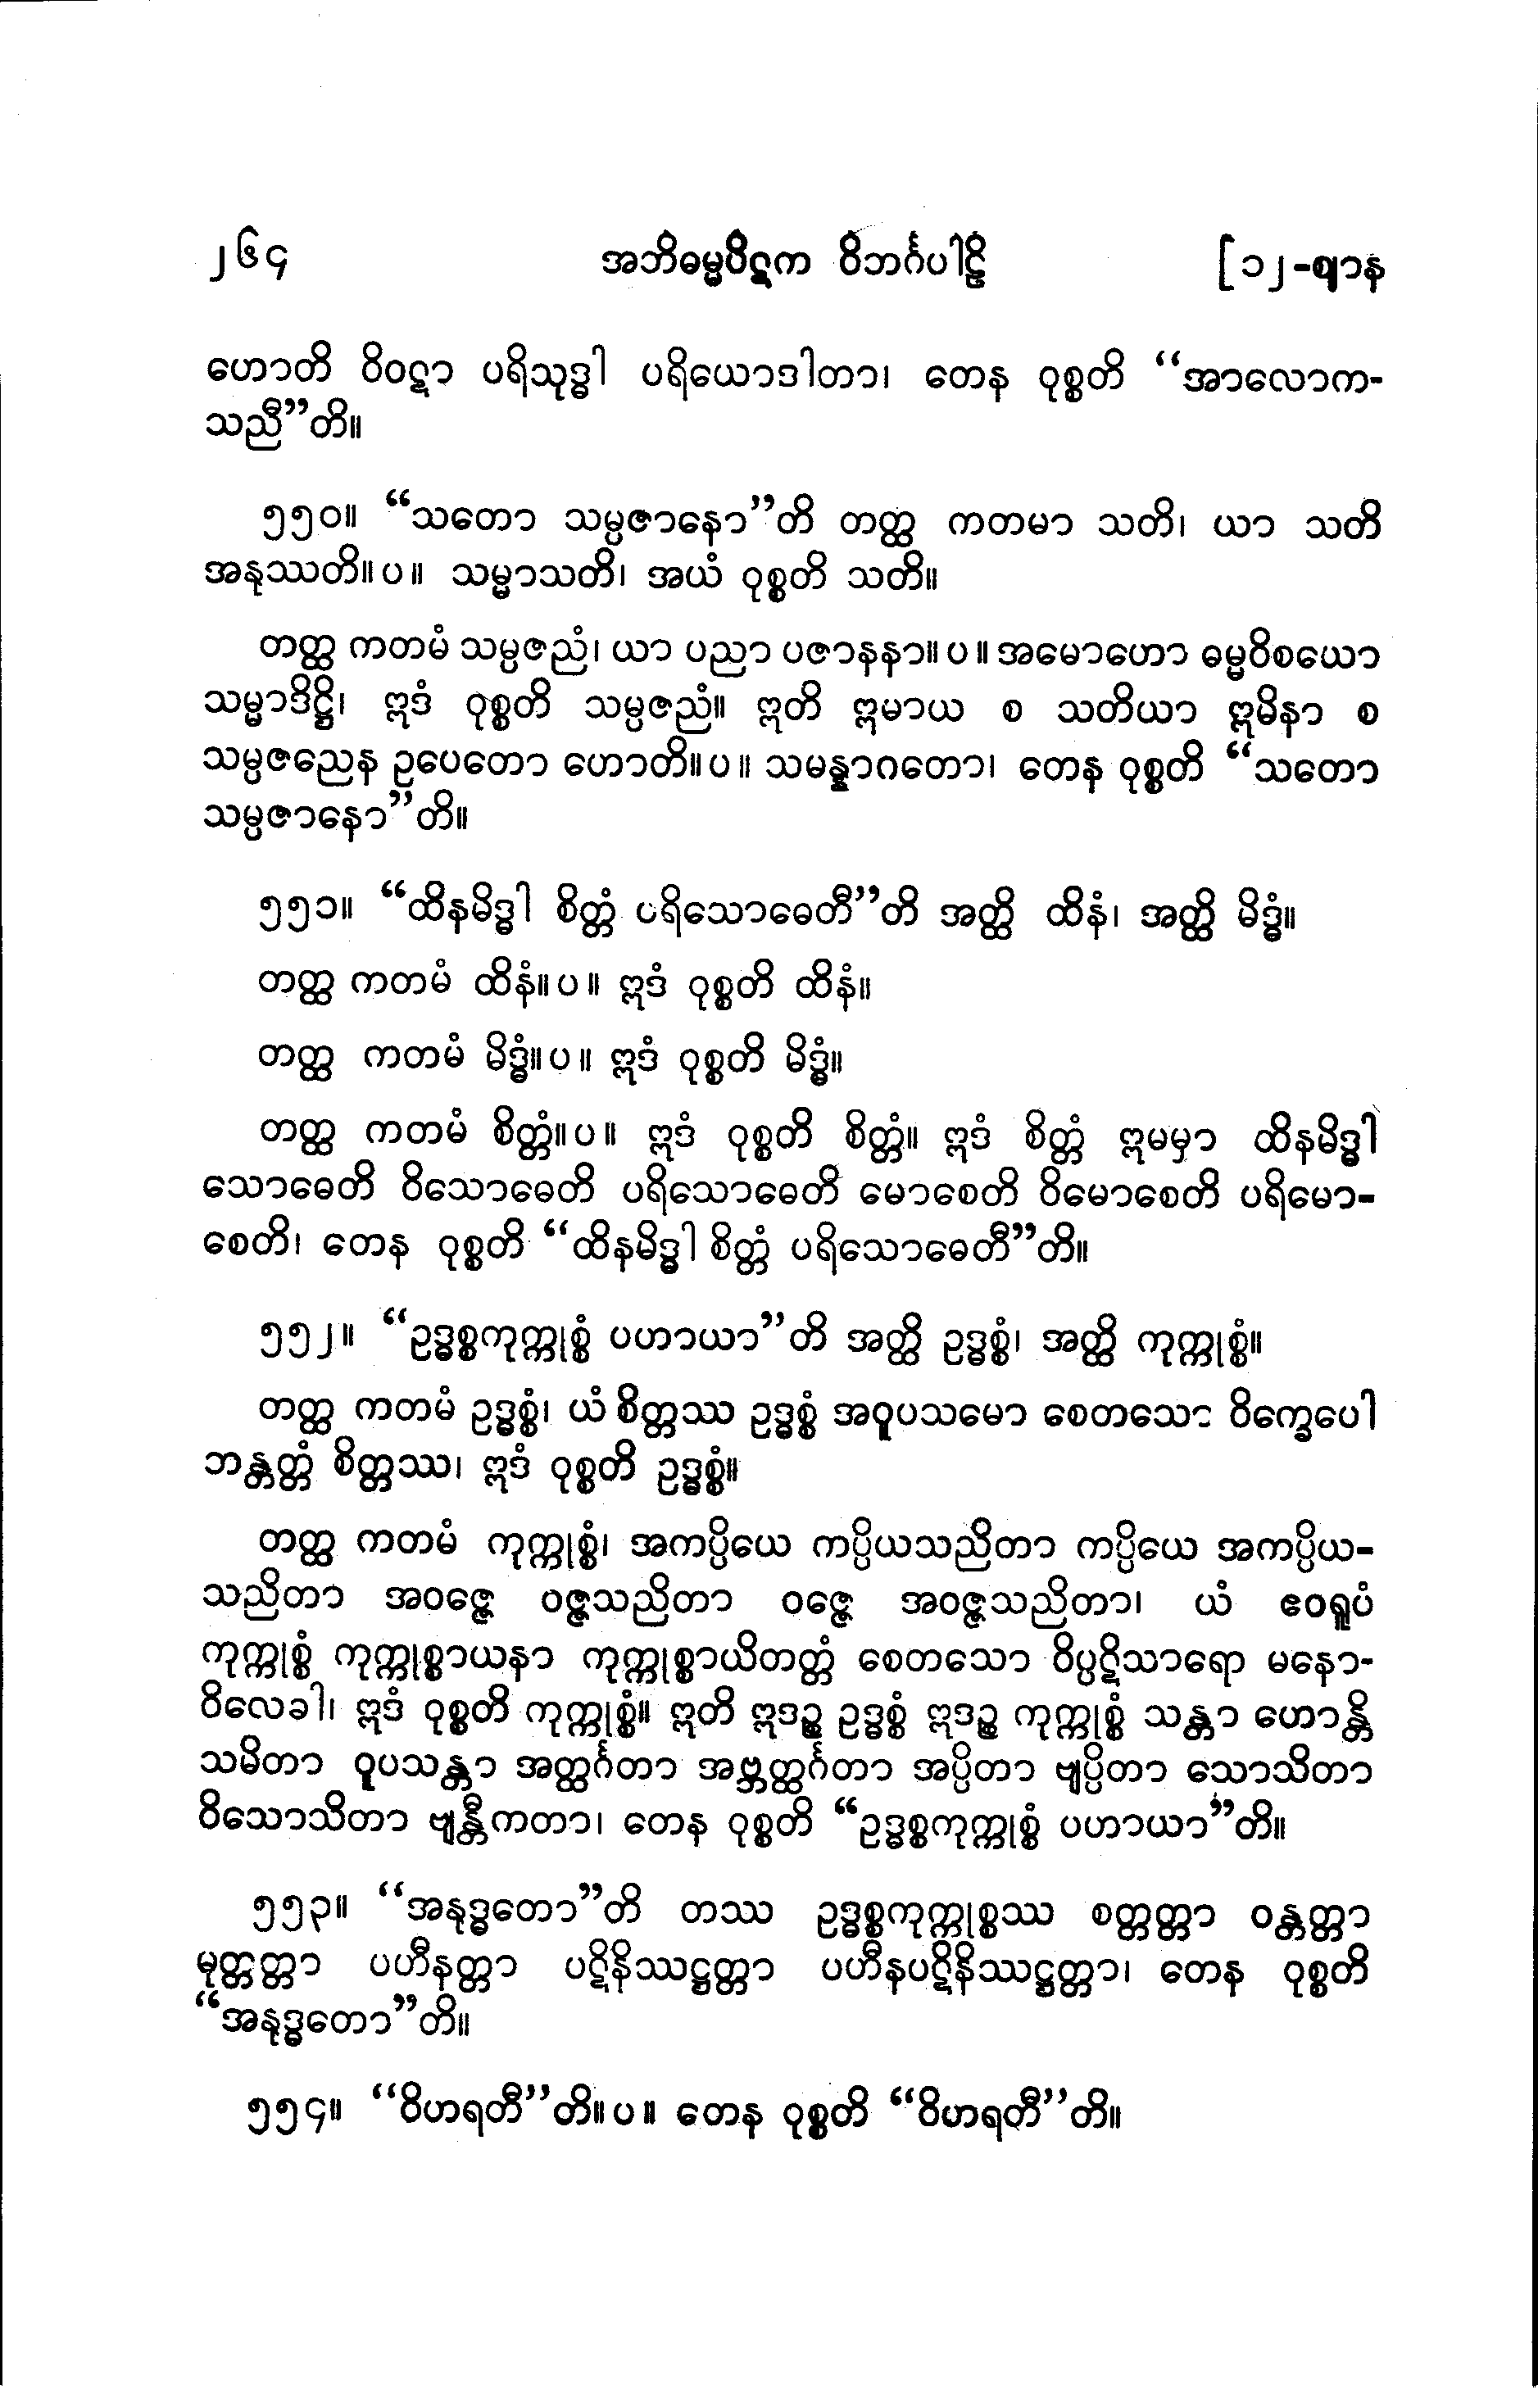 ၂၆၄ အဘိဓမ္မပိဋက ဝိဘင်္ဂပါဠိ [၁၂-ဈာန
ဟောတိ ဝိဝဋာ ပရိသုဒ္ဓါ ပရိယောဒါတာ၊ တေန ဝုစ္စတိ “အာလောက-
သညီ”တိ။
၅၅၀။ “သတော သမ္ပဇာနော”တိ တတ္ထ ကတမာ သတိ၊ ယာ သတိ
အနုဿတိ။ပ။ သမ္မာသတိ၊ အယံ ဝုစ္စတိ သတိ။
တတ္ထ ကတမံ သမ္ပဇညံ၊ ယာ ပညာ ပဇာနနာ။ပ။အမောဟော ဓမ္မဝိစယော
သမ္မာဒိဋ္ဌိ၊ ဣဒံ ဝုစ္စတိ သမ္ပဇညံ။ ဣတိ ဣမာယ စ သတိယာ ဣမိနာ စ
သမ္ပဇညေန ဥပေတော ဟောတိ။ပ။ သမန္နာဂတော၊ တေန ဝုစ္စတိ “သတော
သမ္ပဇာနော”တိ။
၅၅၁။ “ထိနမိဒ္ဓါ စိတ္တံ ပရိသောဓေတီ”တိ အတ္ထိ ထိနံ၊ အတ္ထိ မိဒ္ဓံ။
တတ္ထ ကတမံ ထိနံ။ပ။ ဣဒံ ဝုစ္စတိ ထိနံ။
တတ္ထ ကတမံ မိဒ္ဓံ။ပ။ ဣဒံ ဝုစ္စတိ မိဒ္ဓံ။
တတ္ထ ကတမံ စိတ္တံ။ပ။ ဣဒံ ဝုစ္စတိ စိတ္တံ။ ဣဒံ စိတ္တံ ဣမမှာ ထိနမိဒ္ဓါ
သောဓေတိ ဝိသောဓေတိ ပရိသောဓေတိ မောစေတိ ဝိမောစေတိ ပရိမော-
စေတိ၊ တေန ဝုစ္စတိ “ထိနမိဒ္ဓါ စိတ္တံ ပရိသောဓေတီ”တိ။
၅၅၂။ “ဥဒ္ဓစ္စကုက္ကုစ္စံ ပဟာယာ”တိ အတ္ထိ ဥဒ္ဓစ္စံ၊ အတ္ထိ ကုက္ကုစ္စံ။
တတ္ထ ကတမံ ဥဒ္ဓစ္စံ၊ ယံ စိတ္တဿ ဥဒ္ဓစ္စံ အဝူပသမော စေတသော ဝိက္ခေပေါ
ဘန္တတ္တံ စိတ္တဿ၊ ဣဒံ ဝုစ္စတိ ဥဒ္ဓစ္စံ။
တတ္ထ ကတမံ ကုက္ကုစ္စံ၊ အကပ္ပိယေ ကပ္ပိယသညိတာ ကပ္ပိယေ အကပ္ပိယ-
သညိတာ အဝဇ္ဇေ ဝဇ္ဇသညိတာ ဝဇ္ဇေ အဝဇ္ဇသညိတာ၊ ယံ ဧဝရူပံ
ကုက္ကုစ္စံ ကုက္ကုစ္စာယနာ ကုက္ကုစ္စာယိတတ္တံ စေတသော ဝိပ္ပဋိသာရော မနော-
ဝိလေခါ၊ ဣဒံ ဝုစ္စတိ ကုက္ကုစ္စံ။ ဣတိ ဣဒဉ္စ ဥဒ္ဓစ္စံ ဣဒဉ္စ ကုက္ကုစ္စံ သန္တာ ဟောန္တိ
သမိတာ ဝူပသန္တာ အတ္ထင်္ဂတာ အဗ္ဘတ္ထင်္ဂတာ အပ္ပိတာ ဗျပ္ပိတာ သောသိတာ
ဝိသောသိတာ ဗျန္တီကတာ၊ တေန ဝုစ္စတိ “ဥဒ္ဓစ္စကုက္ကုစ္စံ ပဟာယာ”တိ။
၅၅၃။ “အနုဒ္ဓတော”တိ တဿ ဥဒ္ဓစ္စကုက္ကုစ္စဿ စတ္တတ္တာ ဝန္တတ္တာ
မုတ္တတ္တာ ပဟီနတ္တာ ပဋိနိဿဋ္ဌတ္တာ ပဟီနပဋိနိဿဋ္ဌတ္တာ၊ တေန ဝုစ္စတိ
“အနုဒ္ဓတော”တိ။
၅၅၄။ “ဝိဟရတီ”တိ။ပ။ တေန ဝုစ္စတိ “ဝိဟရတီ”တိ။